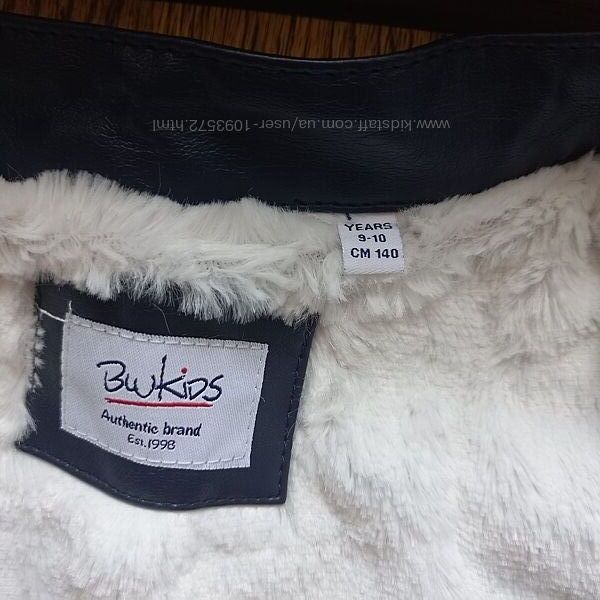 www.kidstaff.com.ua/user-1093572.html
YEARS
9-10
CM 140
BWKIDS
Authentic brand
Est.1998